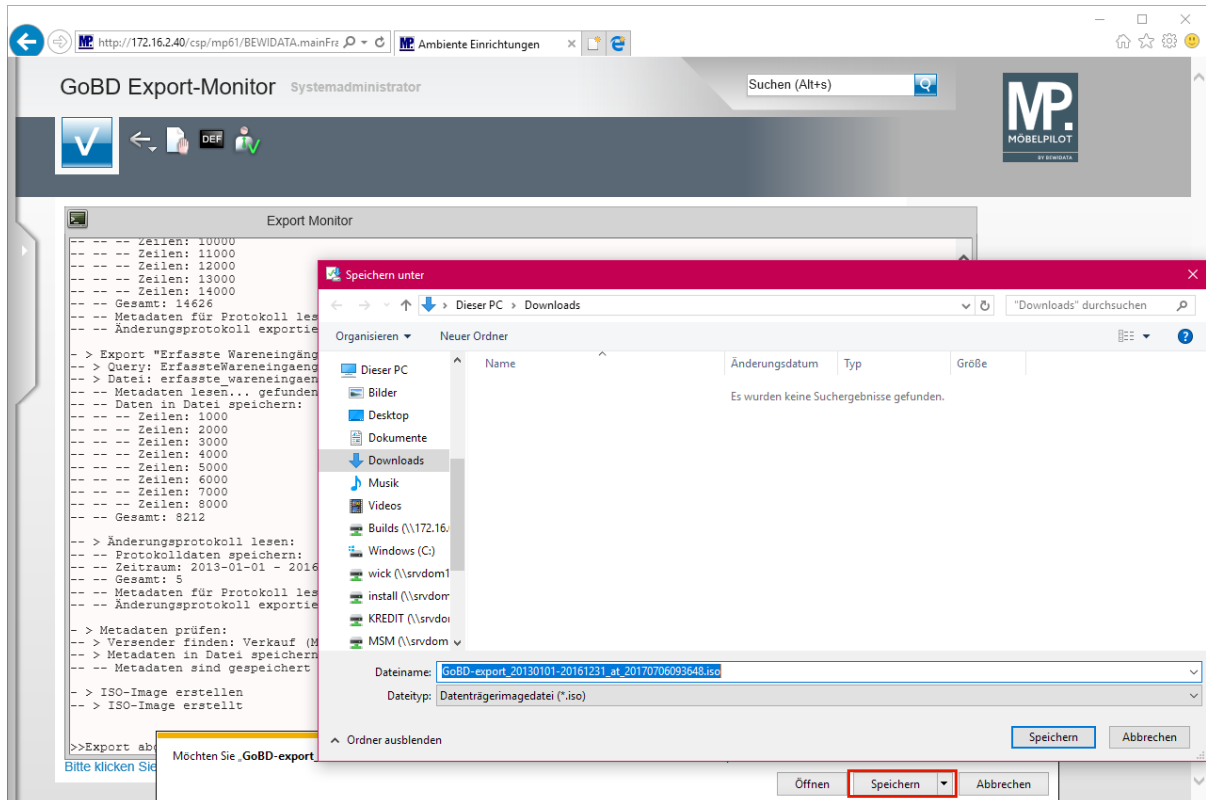 http://172.16.2.40/csp/mp61/BEWIDATA.mainFra
MP. Ambiente Einrichtungen
GoBD Export-Monitor Systemadministrator
Suchen (Alt+s)
MP.
MÖBELPILOT
BY BEWIDATA
DEF
Export Monitor
-- -- -- Zeilen: 10000
-- -- -- Zeilen: 11000
-- -- -- Zeilen: 12000
-- -- -- Zeilen: 13000
-- -- -- Zeilen: 14000
-- -- Gesamt: 14626
-- -- Metadaten für Protokoll les
-- -- Änderungsprotokoll exportie
- > Export "Erfasste Wareneingäng
-- > Query: ErfassteWareneingaeng
-- > Datei: erfasste_wareneingaen
-- -- Metadaten lesen... gefunden
-- -- Daten in Datei speichern:
-- -- -- Zeilen: 1000
-- -- -- Zeilen: 2000
-- -- -- Zeilen: 3000
-- -- -- Zeilen: 4000
-- -- -- Zeilen: 5000
-- -- -- Zeilen: 6000
-- -- -- Zeilen: 7000
-- -- -- Zeilen: 8000
-- -- Gesamt: 8212
-- > Änderungsprotokoll lesen:
-- -- Protokolldaten speichern:
-- -- Zeitraum: 2013-01-01 - 2016
-- -- Gesamt: 5
-- -- Metadaten für Protokoll les
-- -- Änderungsprotokoll exportie
- > Metadaten prüfen:
-- > Versender finden: Verkauf (M
-- > Metadaten in Datei speichern
-- -- Metadaten sind gespeichert
- > ISO-Image erstellen
-- > ISO-Image erstellt
>>Export abg
Bitte klicken Sie
Speichern unter
Dieser PC > Downloads
"Downloads" durchsuchen
Organisieren
Neuer Ordner
Name
Änderungsdatum
Typ
Größe
Es wurden keine Suchergebnisse gefunden.
Dieser PC
Bilder
Desktop
Dokumente
Downloads
Musik
Videos
Builds (\\172.16.
Windows (C:)
wick (\\srvdom1
install (\\srvdom
KREDIT (\\srvdo
MSM (\\srvdom
Dateiname: GoBD-export_20130101-20161231_at_20170706093648.iso
Dateityp: Datenträgerimagedatei (*.iso)
Ordner ausblenden
Speichern
Abbrechen
Möchten Sie „GoBD-export_
Öffnen
Speichern
Abbrechen